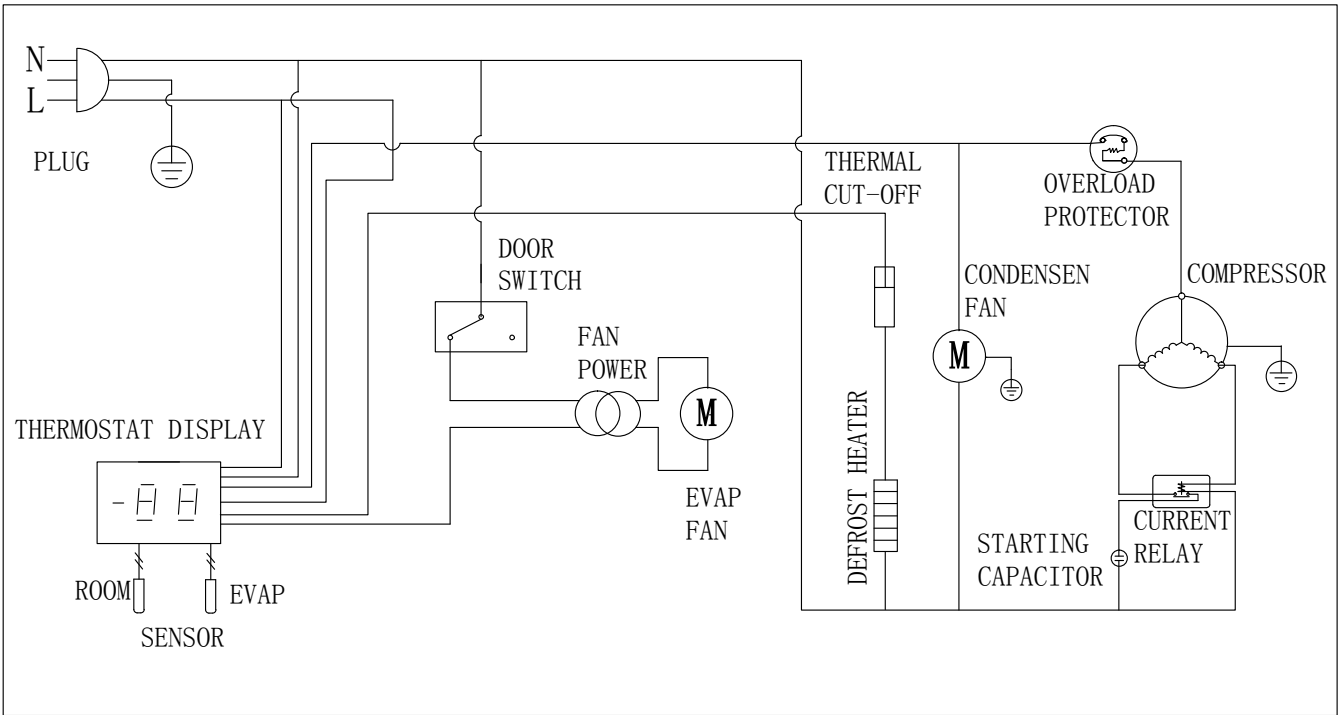 N
L
PLUG
THERMAL
CUT-OFF
OVERLOAD
PROTECTOR
DOOR
SWITCH
CONDENSEN
FAN
COMPRESSOR
M
FAN
POWER
M
THERMOSTAT DISPLAY
-88
EVAP
FAN
DEFROST HEATER
STARTING
CAPACITOR
CURRENT
RELAY
ROOM
EVAP
SENSOR